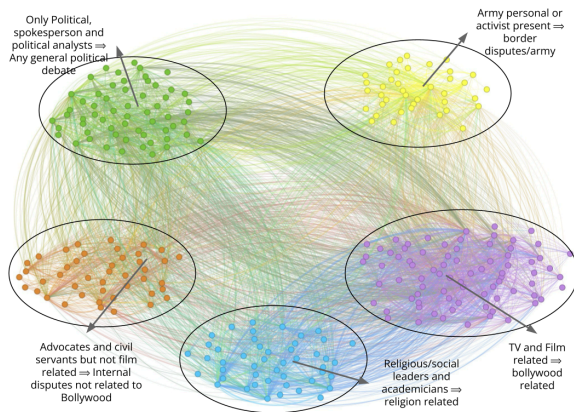 Only Political,
spokesperson and
political analysts ⇒
Any general political
debate
Army personal or
activist present ⇒
border
disputes/army
Advocates and civil
servants but not film
related ⇒ Internal
disputes not related to
Bollywood
Religious/social
leaders and
academicians ⇒
religion related
TV and Film
related ⇒
bollywood
related